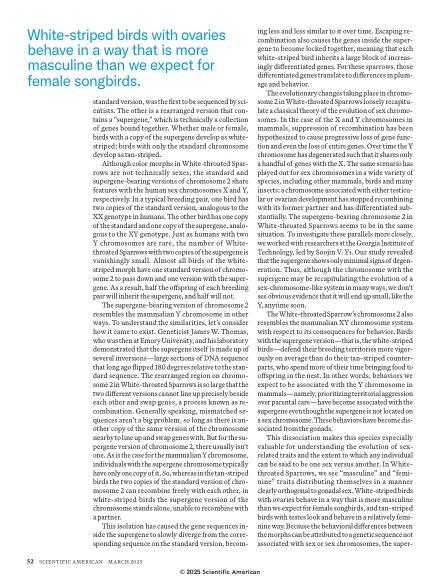 White-striped birds with ovaries
behave in a way that is more
masculine than we expect for
female songbirds.
standard version, was the first to be sequenced by sci-
entists. The other is a rearranged version that con-
tains a “supergene,” which is technically a collection
of genes bound together. Whether male or female,
birds with a copy of the supergene develop as white-
striped; birds with only the standard chromosome
develop as tan-striped.
Although color morphs in White-throated Spar-
rows are not technically sexes, the standard and
supergene-bearing versions of chromosome 2 share
features with the human sex chromosomes X and Y,
respectively. In a typical breeding pair, one bird has
two copies of the standard version, analogous to the
XX genotype in humans. The other bird has one copy
of the standard and one copy of the supergene, analo-
gous to the XY genotype. Just as humans with two
Y chromosomes are rare, the number of White-
throated Sparrows with two copies of the supergene is
vanishingly small. Almost all birds of the white-
striped morph have one standard version of chromo-
some 2 to pass down and one version with the super-
gene. As a result, half the offspring of each breeding
pair will inherit the supergene, and half will not.
The supergene-bearing version of chromosome 2
resembles the mammalian Y chromosome in other
ways. To understand the similarities, let’s consider
how it came to exist. Geneticist James W. Thomas,
who was then at Emory University, and his laboratory
demonstrated that the supergene itself is made up of
several inversions—large sections of DNA sequence
that long ago flipped 180 degrees relative to the stan-
dard sequence. The rearranged region on chromo-
some 2 in White-throated Sparrows is so large that the
two different versions cannot line up precisely beside
each other and swap genes, a process known as re-
combination. Generally speaking, mismatched se-
quences aren’t a big problem, so long as there is an-
other copy of the same version of the chromosome
nearby to line up and swap genes with. But for the su-
pergene version of chromosome 2, there usually isn’t
one. As is the case for the mammalian Y chromosome,
individuals with the supergene chromosome typically
have only one copy of it. So, whereas in the tan-striped
birds the two copies of the standard version of chro-
mosome 2 can recombine freely with each other, in
white-striped birds the supergene version of the
chromosome stands alone, unable to recombine with
a partner.
This isolation has caused the gene sequences in-
side the supergene to slowly diverge from the corre-
sponding sequence on the standard version, becom-
ing less and less similar to it over time. Escaping re-
combination also causes the genes inside the super-
gene to become locked together, meaning that each
white-striped bird inherits a large block of increas-
ingly differentiated genes. For these sparrows, those
differentiated genes translate to differences in plum-
age and behavior.
The evolutionary changes taking place in chromo-
some 2 in White-throated Sparrows loosely recapitu-
late a classical theory of the evolution of sex chromo-
somes. In the case of the X and Y chromosomes in
mammals, suppression of recombination has been
hypothesized to cause progressive loss of gene func-
tion and even the loss of entire genes. Over time the Y
chromosome has degenerated such that it shares only
a handful of genes with the X. The same scenario has
played out for sex chromosomes in a wide variety of
species, including other mammals, birds and many
insects: a chromosome associated with either testicu-
lar or ovarian development has stopped recombining
with its former partner and has differentiated sub-
stantially. The supergene-bearing chromosome 2 in
White-throated Sparrows seems to be in the same
situation. To investigate these parallels more closely,
we worked with researchers at the Georgia Institute of
Technology, led by Soojin V. Yi. Our study revealed
that the supergene shows only minimal signs of degen-
eration. Thus, although the chromosome with the
supergene may be recapitulating the evolution of a
sex-chromosome-like system in many ways, we don’t
see obvious evidence that it will end up small, like the
Y, anytime soon.
The White-throated Sparrow’s chromosome 2 also
resembles the mammalian XY chromosome system
with respect to its consequences for behavior. Birds
with the supergene version—that is, the white-striped
birds—defend their breeding territories more vigor-
ously on average than do their tan-striped counter-
parts, who spend more of their time bringing food to
offspring in the nest. In other words, behaviors we
expect to be associated with the Y chromosome in
mammals—namely, prioritizing territorial aggression
over parental care—have become associated with the
supergene even though the supergene is not located on
a sex chromosome. These behaviors have become dis-
sociated from the gonads.
This dissociation makes this species especially
valuable for understanding the evolution of sex-
related traits and the extent to which any individual
can be said to be one sex versus another. In White-
throated Sparrows, we see “masculine” and “femi-
nine” traits distributing themselves in a manner
clearly orthogonal to gonadal sex. White-striped birds
with ovaries behave in a way that is more masculine
than we expect for female songbirds, and tan-striped
birds with testes look and behave in a relatively femi-
nine way. Because the behavioral differences between
the morphs can be attributed to a genetic sequence not
associated with sex or sex chromosomes, the super-
52 SCIENTIFIC AMERICAN MARCH 2025
© 2025 Scientific American